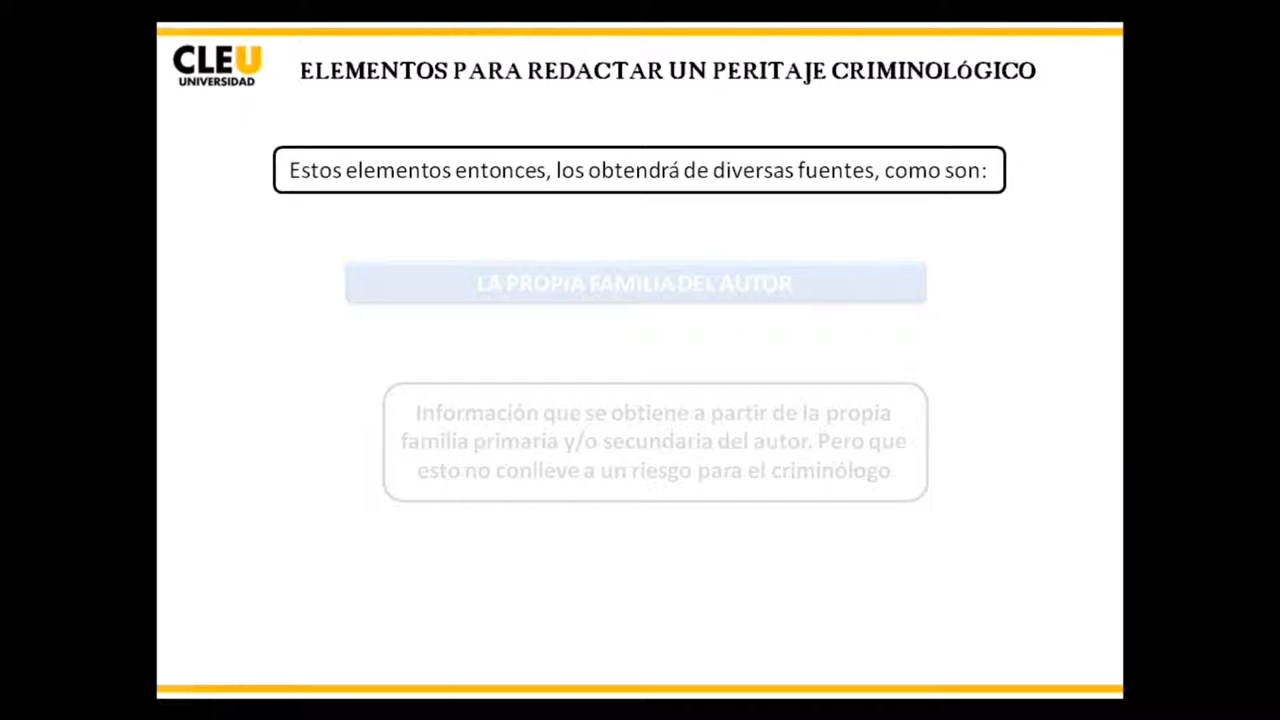 CLEU
UNIVERSIDAD
ELEMENTOS PARA REDACTAR UN PERITAJE CRIMINOLÓGICO
Estos elementos entonces, los obtendrá de diversas fuentes, como son:
LA PROPIA FAMILIA DEL AUTOR
Información que se obtiene a partir de la propia
familia primaria y/o secundaria del autor. Pero que
esto no conlleve a un riesgo para el criminólogo